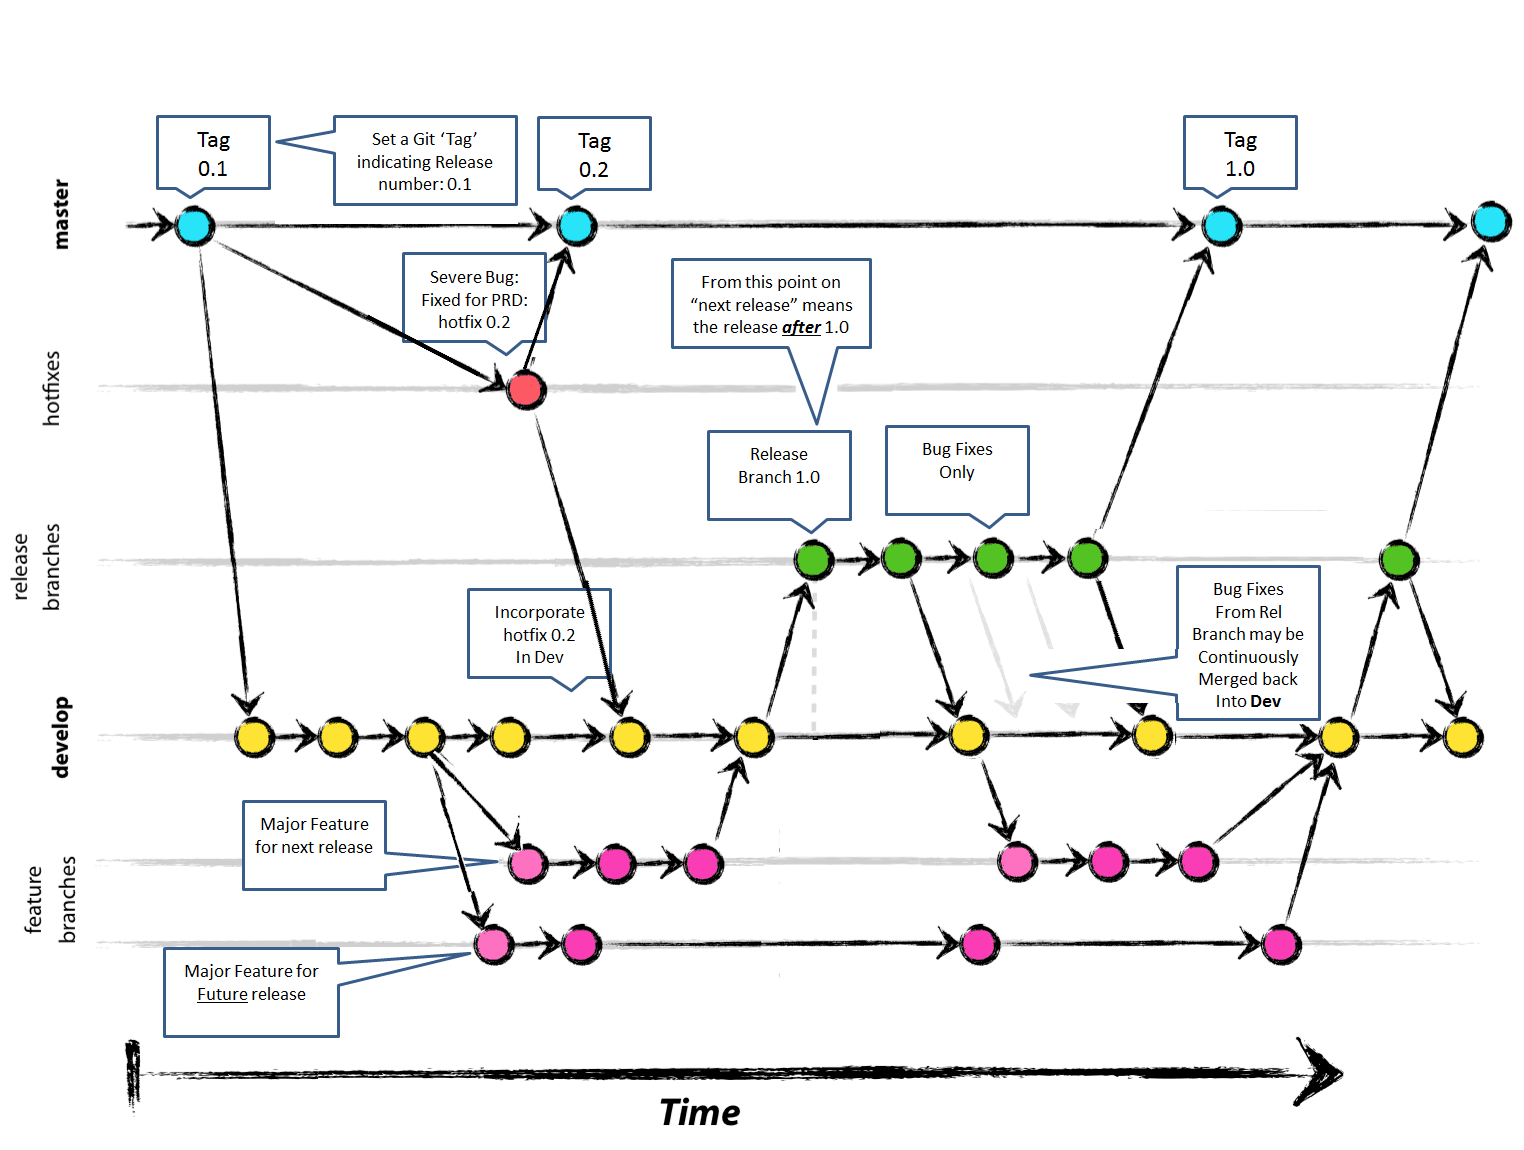 Tag
0.1
Set a Git ‘Tag’
indicating Release
number: 0.1
Tag
0.2
Tag
1.0
master
Severe Bug:
Fixed for PRD:
hotfix 0.2
From this point on
“next release” means
the release after 1.0
hotfixes
Release
Branch 1.0
Bug Fixes
Only
release
branches
Incorporate
hotfix 0.2
In Dev
Bug Fixes
From Rel
Branch may be
Continuously
Merged back
Into Dev
develop
Major Feature
for next release
feature
branches
Major Feature for
Future release
Time